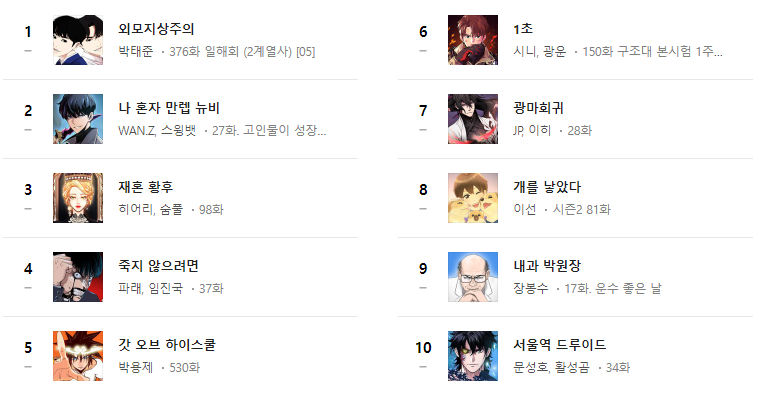 1
외모지상주의
박태준 · 376화 일해회 (2계열사) [05]
2
나 혼자 만렙 뉴비
WAN.Z, 스윙뱃 · 27화. 고인물이 성장...
3
재혼 황후
히어리, 숨풀 · 98화
4
죽지 않으려면
파래, 임진국 · 37화
5
갓 오브 하이스쿨
박용제 · 530화
6
1초
시니, 광운 · 150화 구조대 본시험 1주...
7
광마회귀
JP, 이히 · 28화
8
개를 낳았다
이선 · 시즌2 81화
9
내과 박원장
장봉수 · 17화. 운수 좋은 날
10
서울역 드루이드
문성호, 활성곰 · 34화